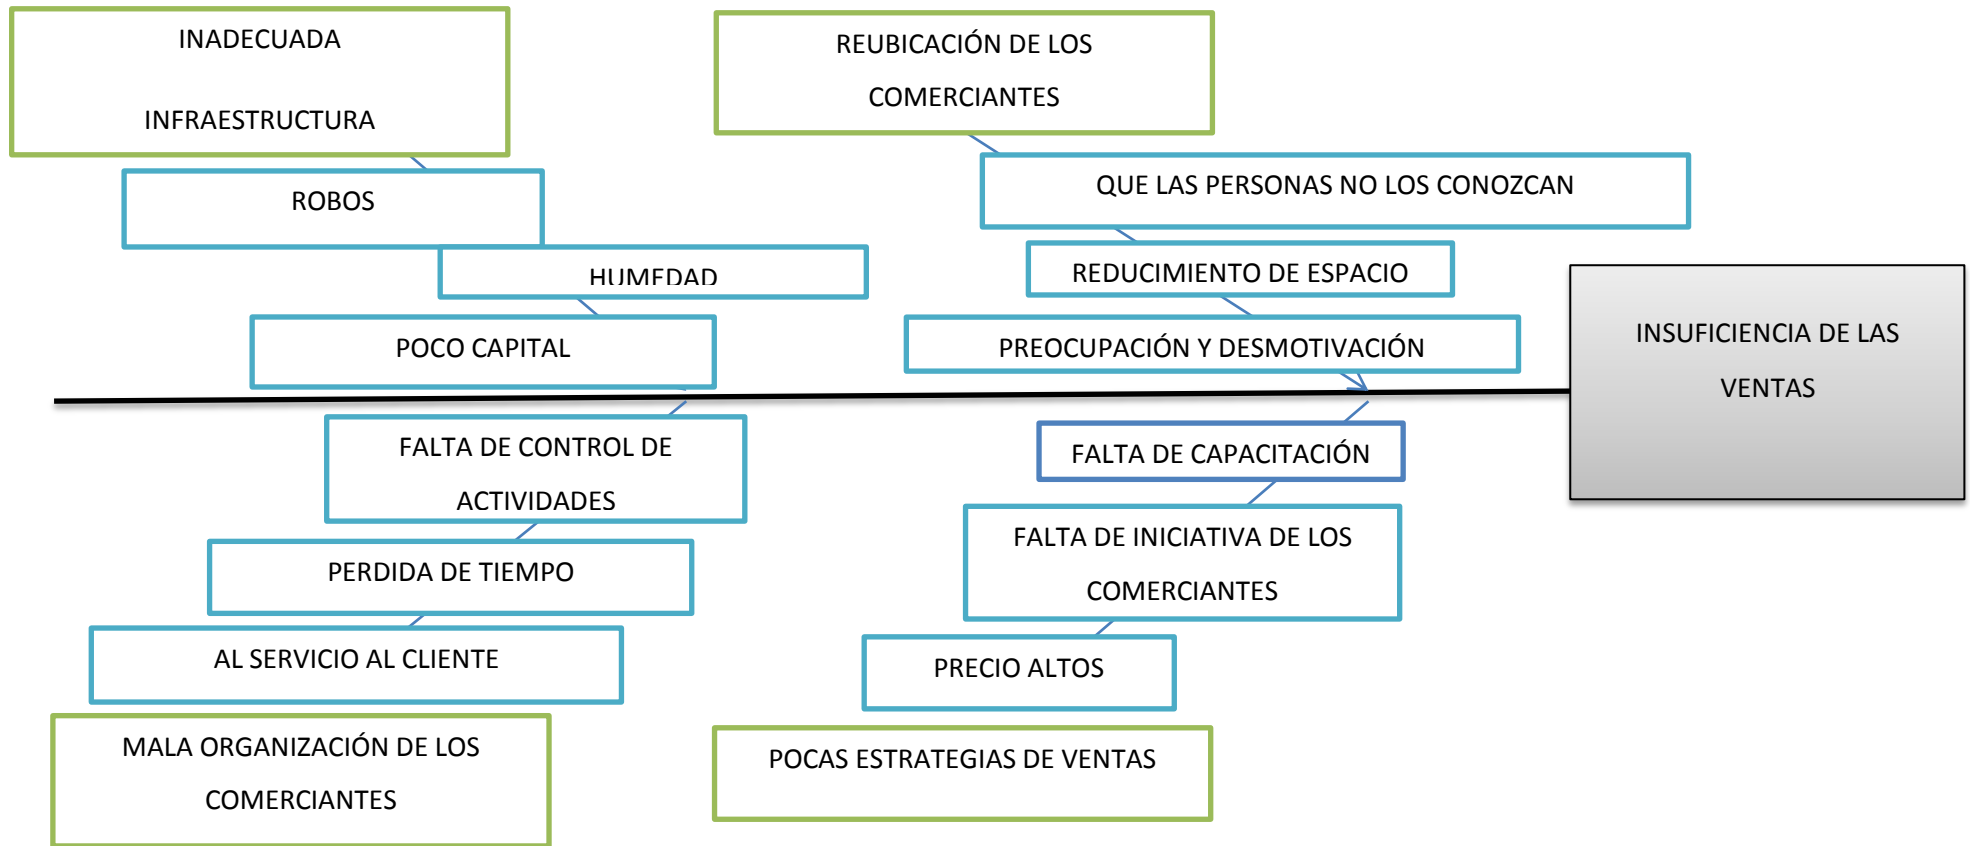 INADECUADA
INFRAESTRUCTURA
ROBOS
HUMEDAD
POCO CAPITAL
REUBICACIÓN DE LOS
COMERCIANTES
QUE LAS PERSONAS NO LOS CONOZCAN
REDUCIMIENTO DE ESPACIO
PREOCUPACIÓN Y DESMOTIVACIÓN
INSUFICIENCIA DE LAS
VENTAS
FALTA DE CONTROL DE
ACTIVIDADES
PERDIDA DE TIEMPO
AL SERVICIO AL CLIENTE
MALA ORGANIZACIÓN DE LOS
COMERCIANTES
FALTA DE CAPACITACIÓN
FALTA DE INICIATIVA DE LOS
COMERCIANTES
PRECIO ALTOS
POCAS ESTRATEGIAS DE VENTAS